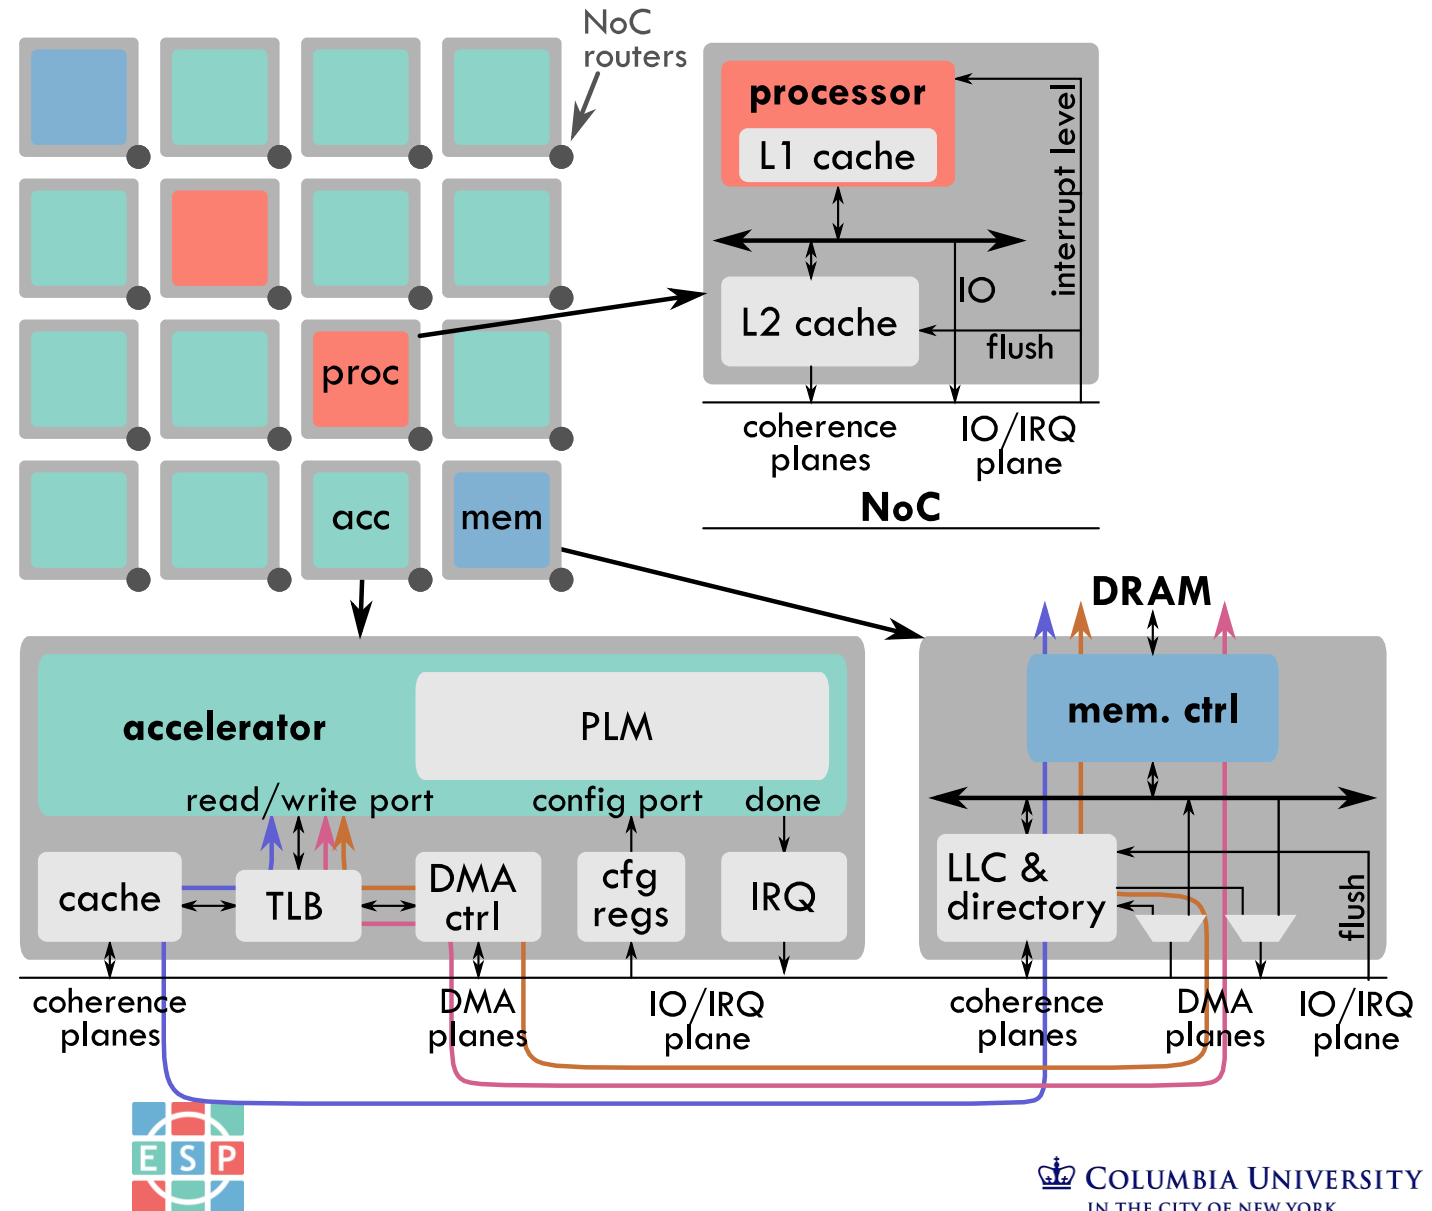 NoC
routers
processor
L1 cache
interrupt level
IO
L2 cache
flush
proc
coherence
planes
IO/IRQ
plane
NoC
acc
mem
DRAM
accelerator
PLM
mem. ctrl
read/write port
config port
done
cache
TLB
DMA
ctrl
cfg
regs
IRQ
LLC &
directory
flush
coherence
planes
DMA
planes
IO/IRQ
plane
coherence
planes
DMA
planes
IO/IRQ
plane
E S P
COLUMBIA UNIVERSITY
IN THE CITY OF NEW YORK